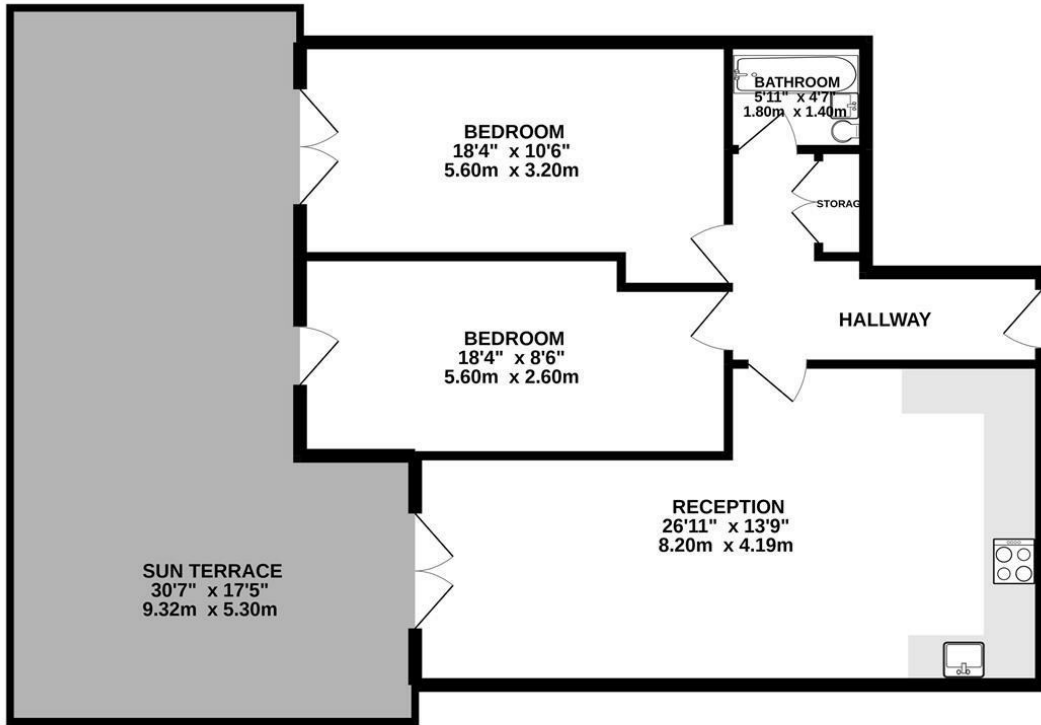 BEDROOM
18'4" x 10'6"
5.60m x 3.20m
BATHROOM
5'11" x 4'7"
1.80m x 1.40m
STORAG
BEDROOM
18'4" x 8'6"
5.60m x 2.60m
HALLWAY
RECEPTION
26'11" x 13'9"
8.20m x 4.19m
SUN TERRACE
30'7" x 17'5"
9.32m x 5.30m